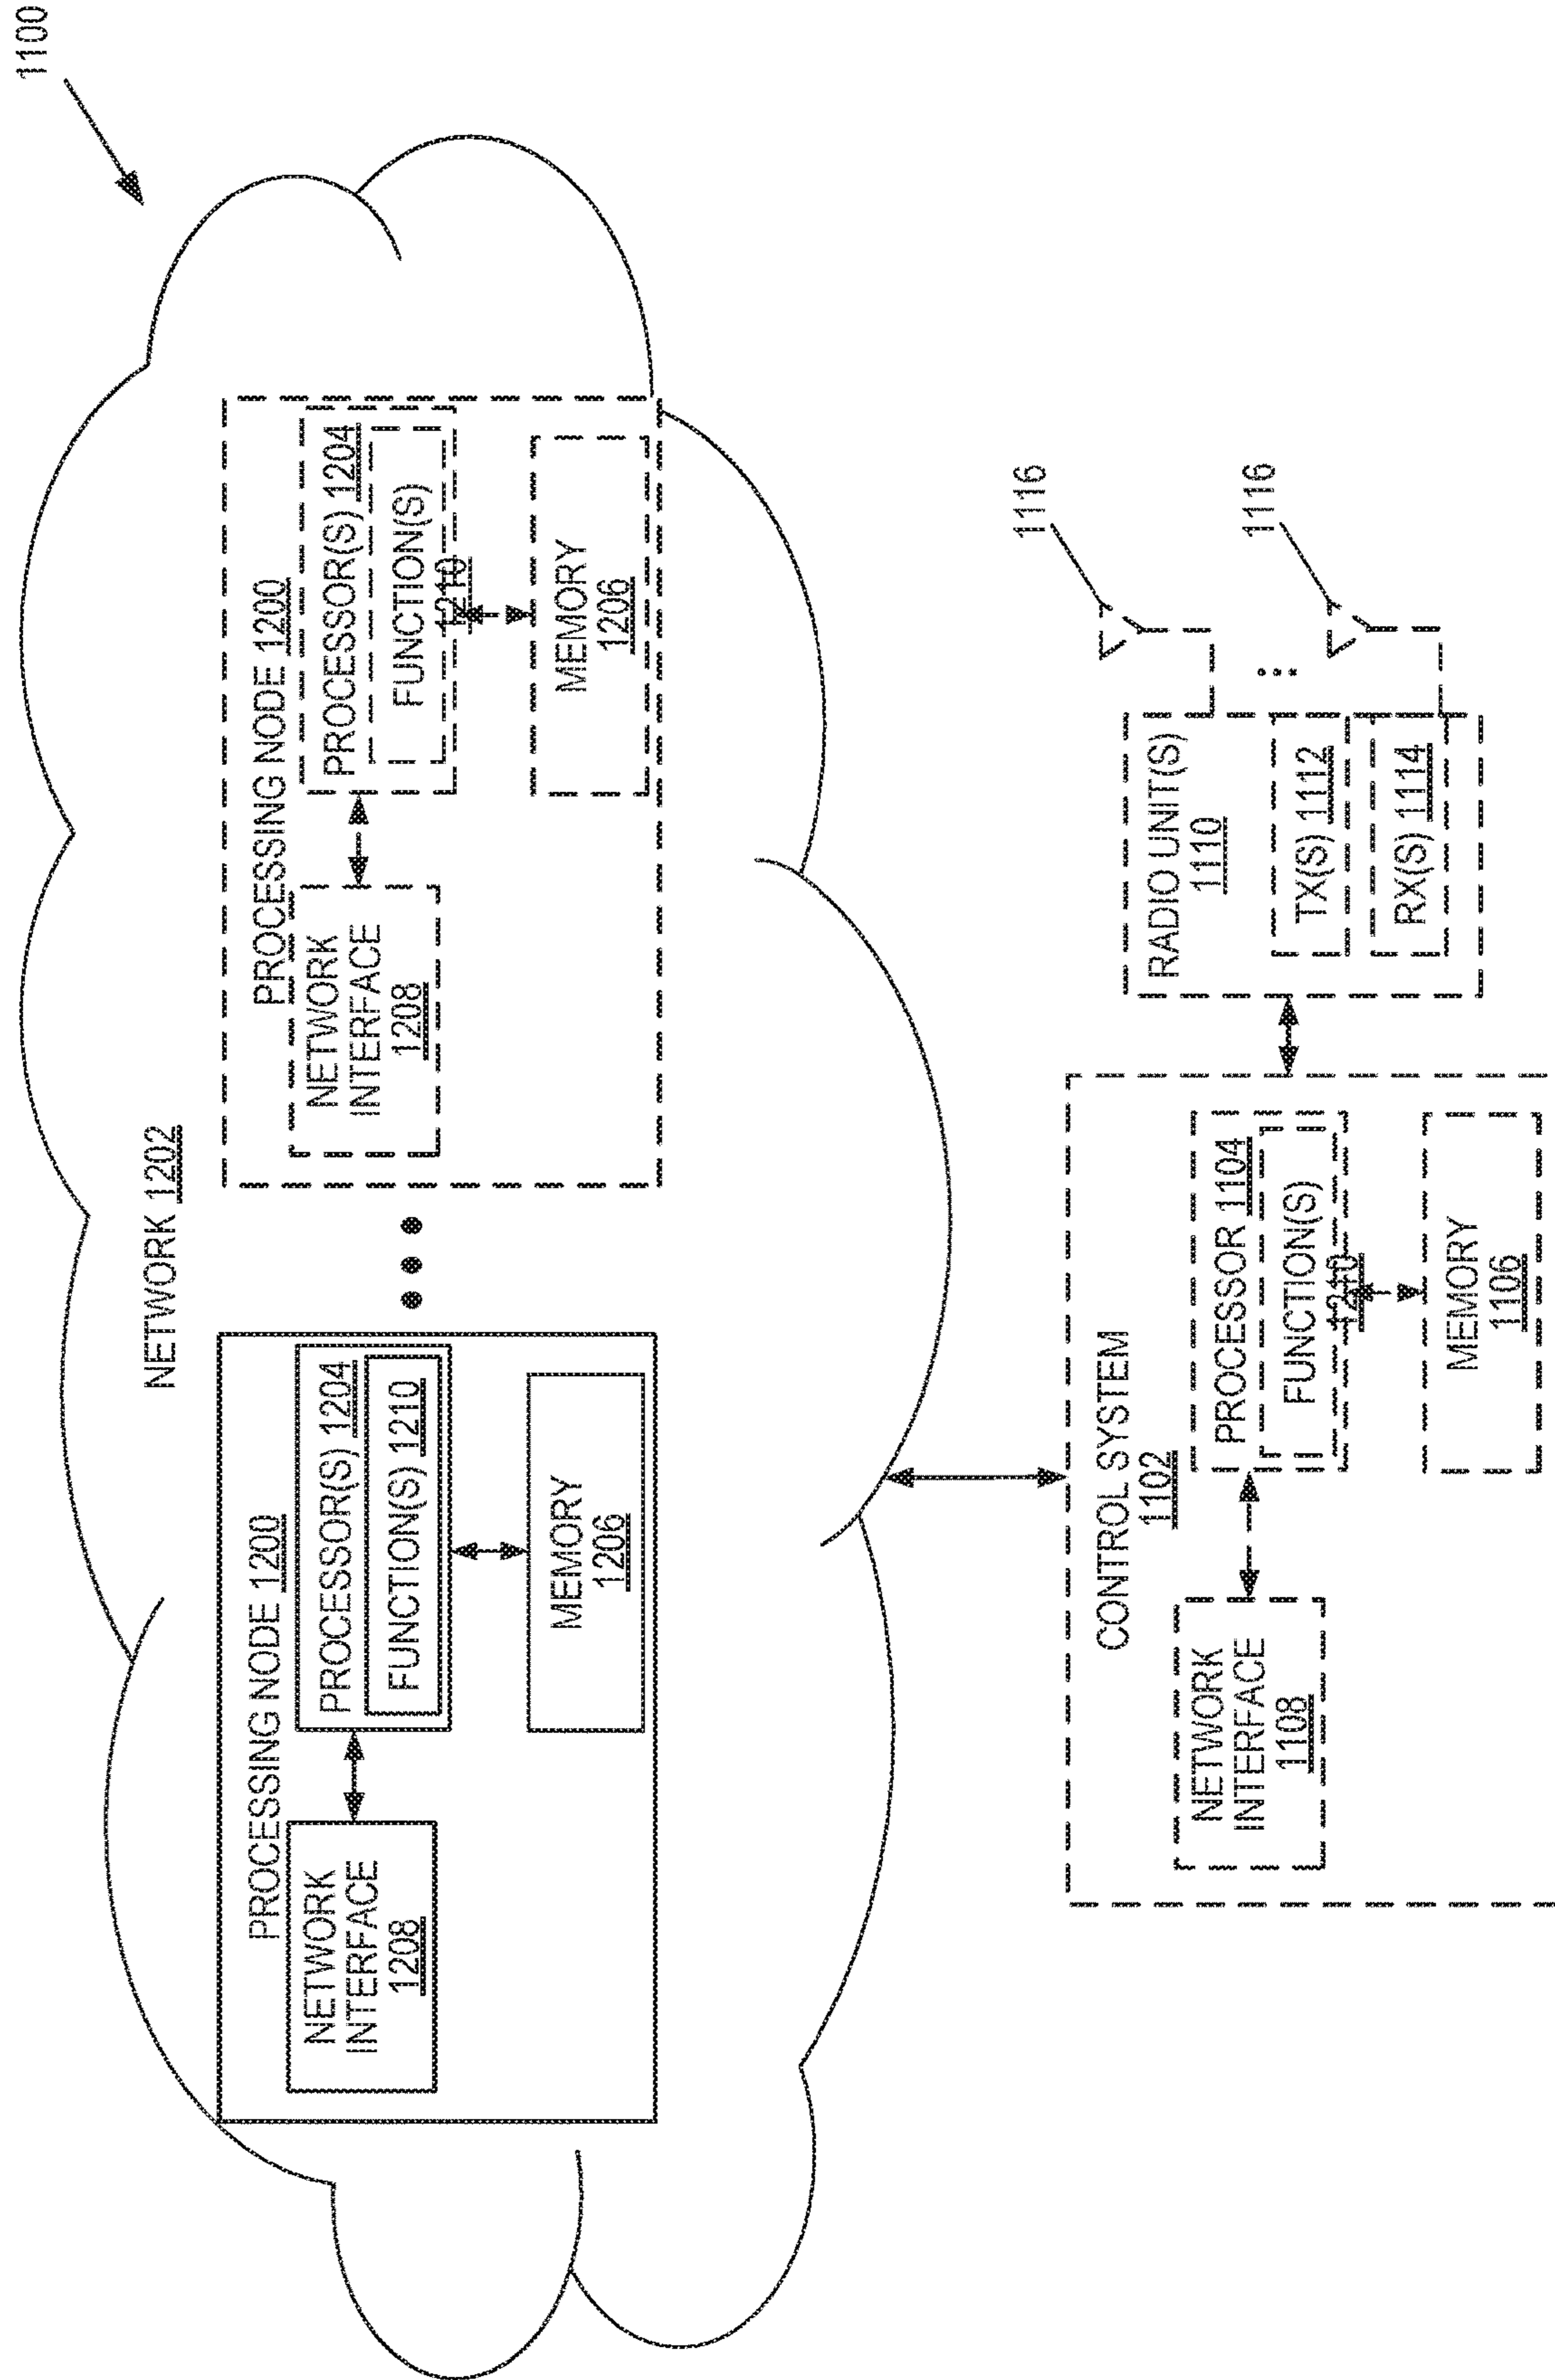 1100
NETWORK 1202
PROCESSING NODE 1200
NETWORK
INTERFACE
1208
PROCESSOR(S) 1204
FUNCTION(S) 1210
MEMORY
1206
PROCESSING NODE 1200
NETWORK
INTERFACE
1208
PROCESSOR(S) 1204
FUNCTION(S)
1210
MEMORY
1206
CONTROL SYSTEM
1102
NETWORK
INTERFACE
1108
PROCESSOR 1104
FUNCTION(S)
1210
MEMORY
1106
RADIO UNIT(S)
1110
TX(S) 1112
RX(S) 1114
1116
1116